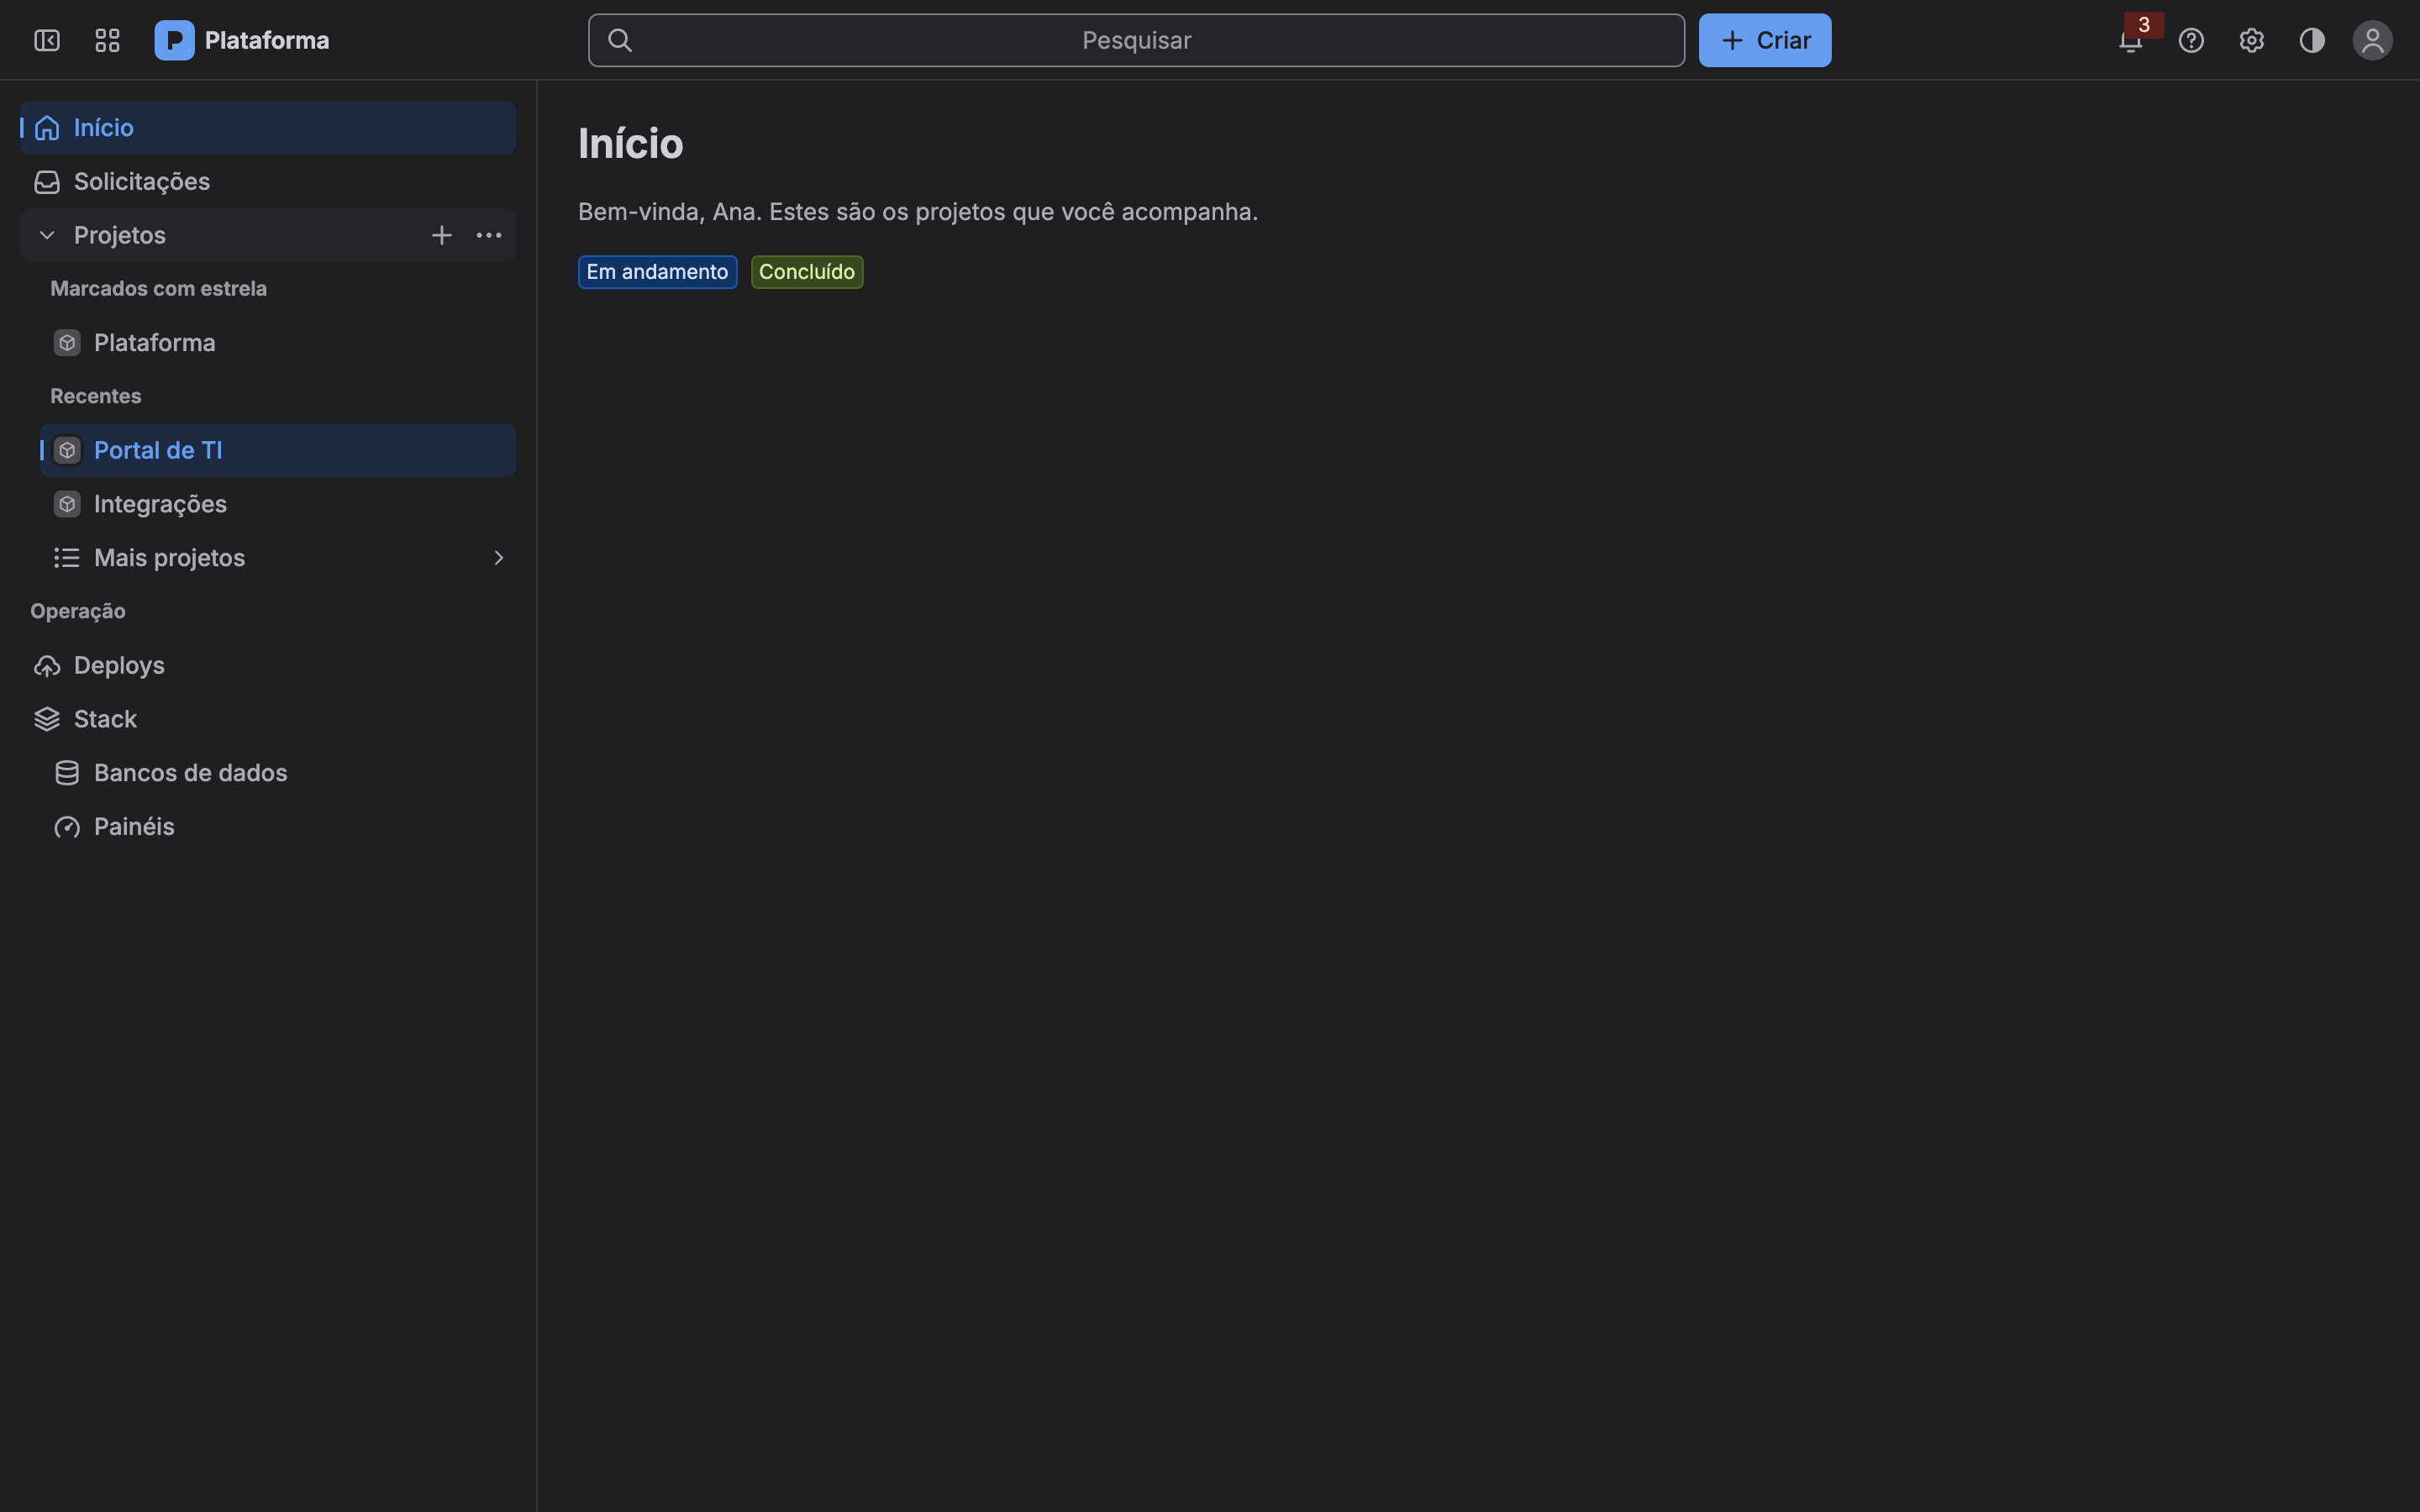 Plataforma
Pesquisar
Criar
3
Início
Solicitações
Projetos
Marcados com estrela
Plataforma
Recentes
Portal de TI
Integrações
Mais projetos
Operação
Deploys
Stack
Bancos de dados
Painéis
Início
Bem-vinda, Ana. Estes são os projetos que você acompanha.
Em andamento Concluído